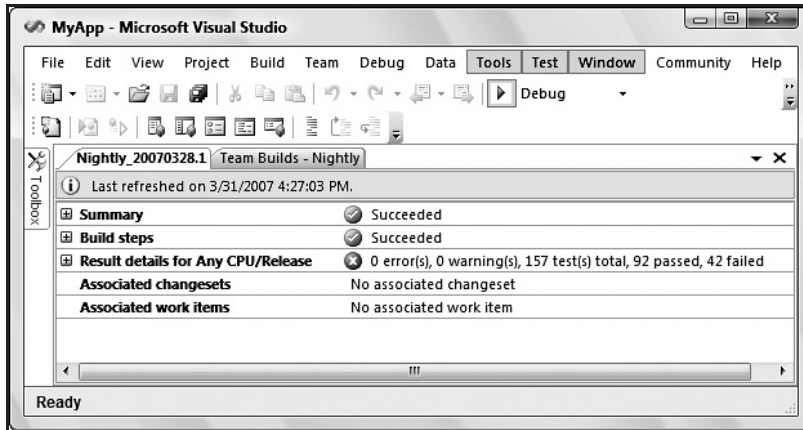 MyApp - Microsoft Visual Studio
File Edit View Project Build Team Debug Data Tools Test Window Community Help
Debug
Nightly_20070328.1 Team Builds - Nightly
Toolbox
Last refreshed on 3/31/2007 4:27:03 PM.
Summary Succeeded
Build steps Succeeded
Result details for Any CPU/Release 0 error(s), 0 warning(s), 157 test(s) total, 92 passed, 42 failed
Associated changesets No associated changeset
Associated work items No associated work item
Ready